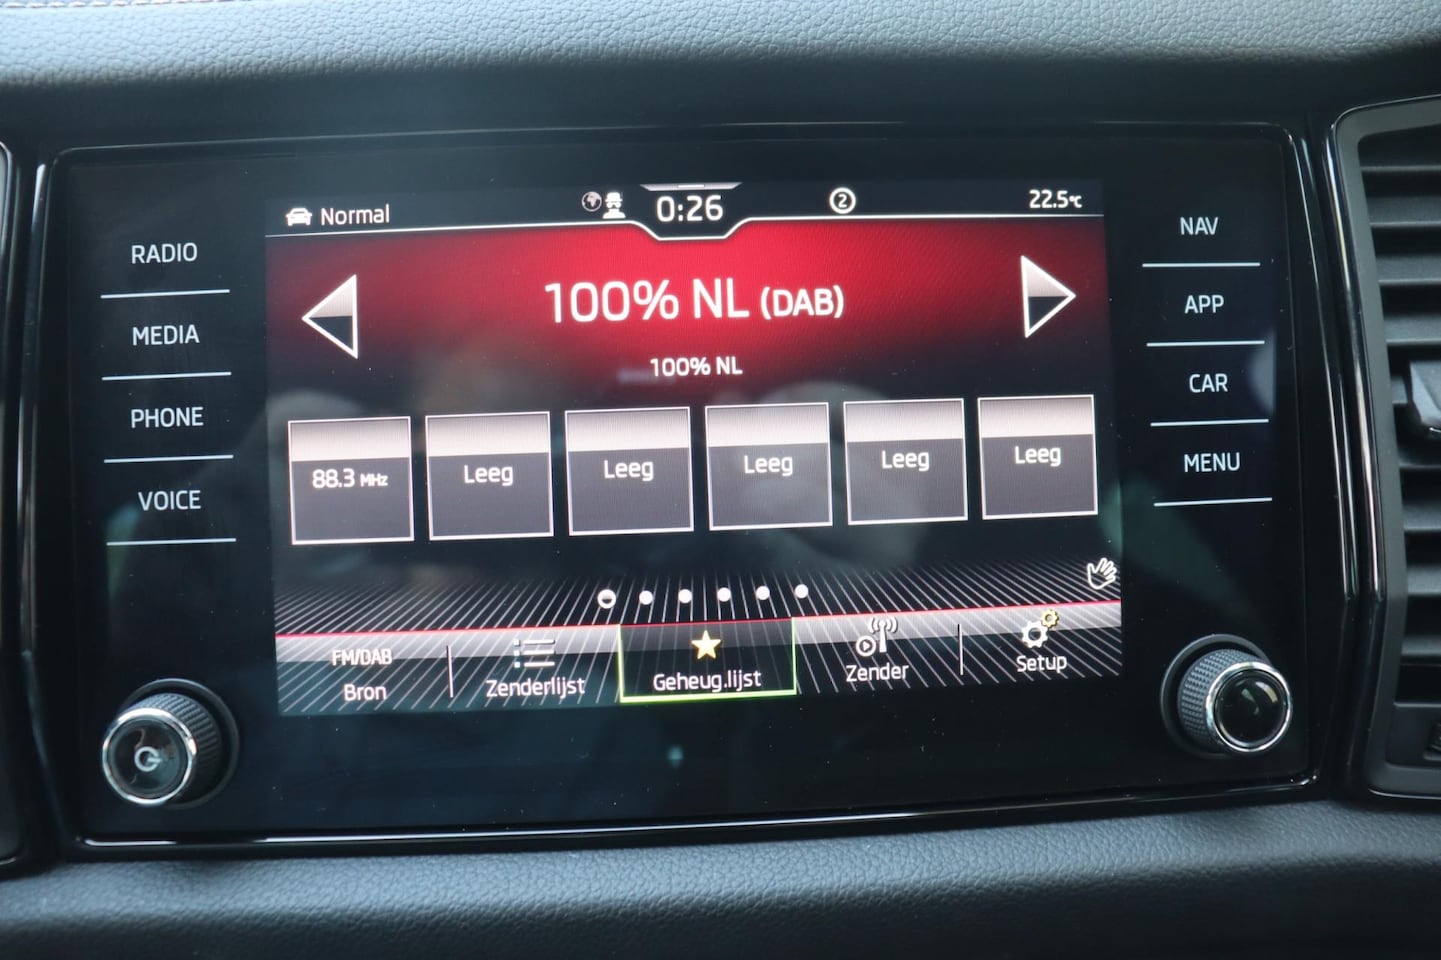 Normal
0:26
2
22.5°C
RADIO
MEDIA
PHONE
VOICE
100% NL (DAB)
100% NL
88.3 MHz
Leeg
Leeg
Leeg
Leeg
Leeg
FM/DAB
Bron
Zenderlijst
Geheug.lijst
Zender
Setup
NAV
APP
CAR
MENU